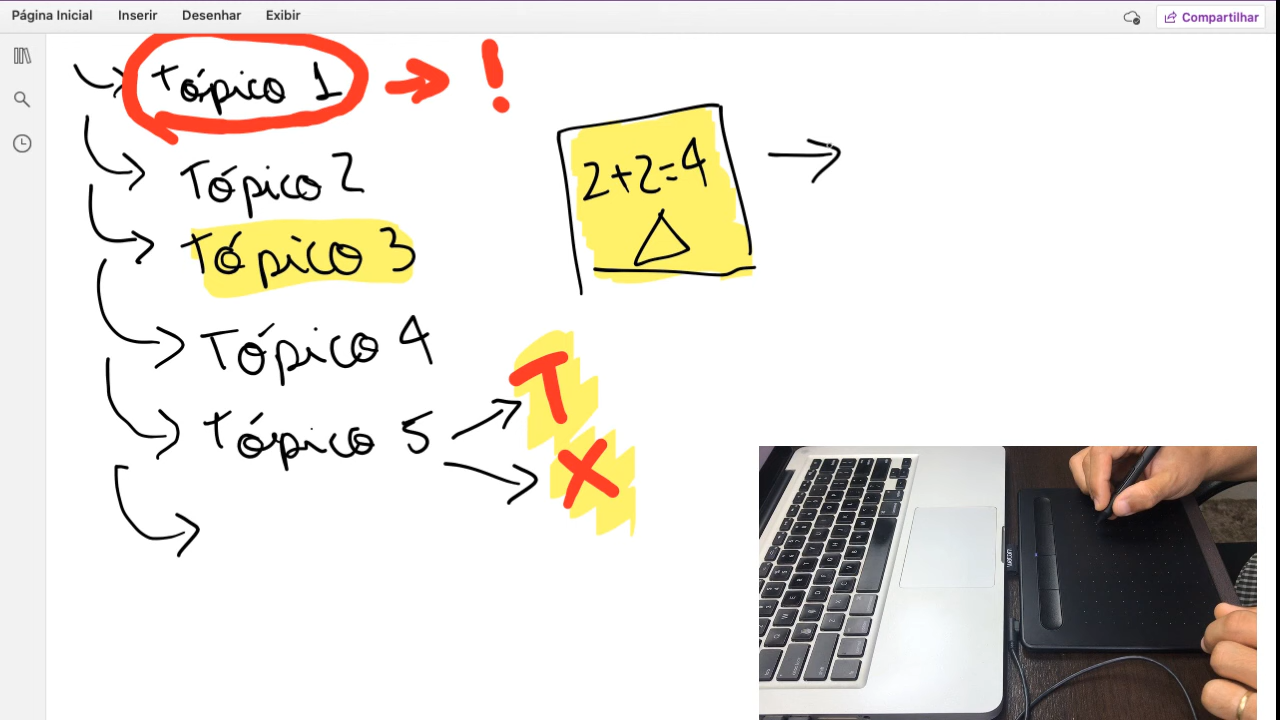 Página Inicial Inserir Desenhar Exibir
Compartilhar
Tópico 1 → !
Tópico 2
Tópico 3
Tópico 4
Tópico 5
T
X
2+2=4
wacom